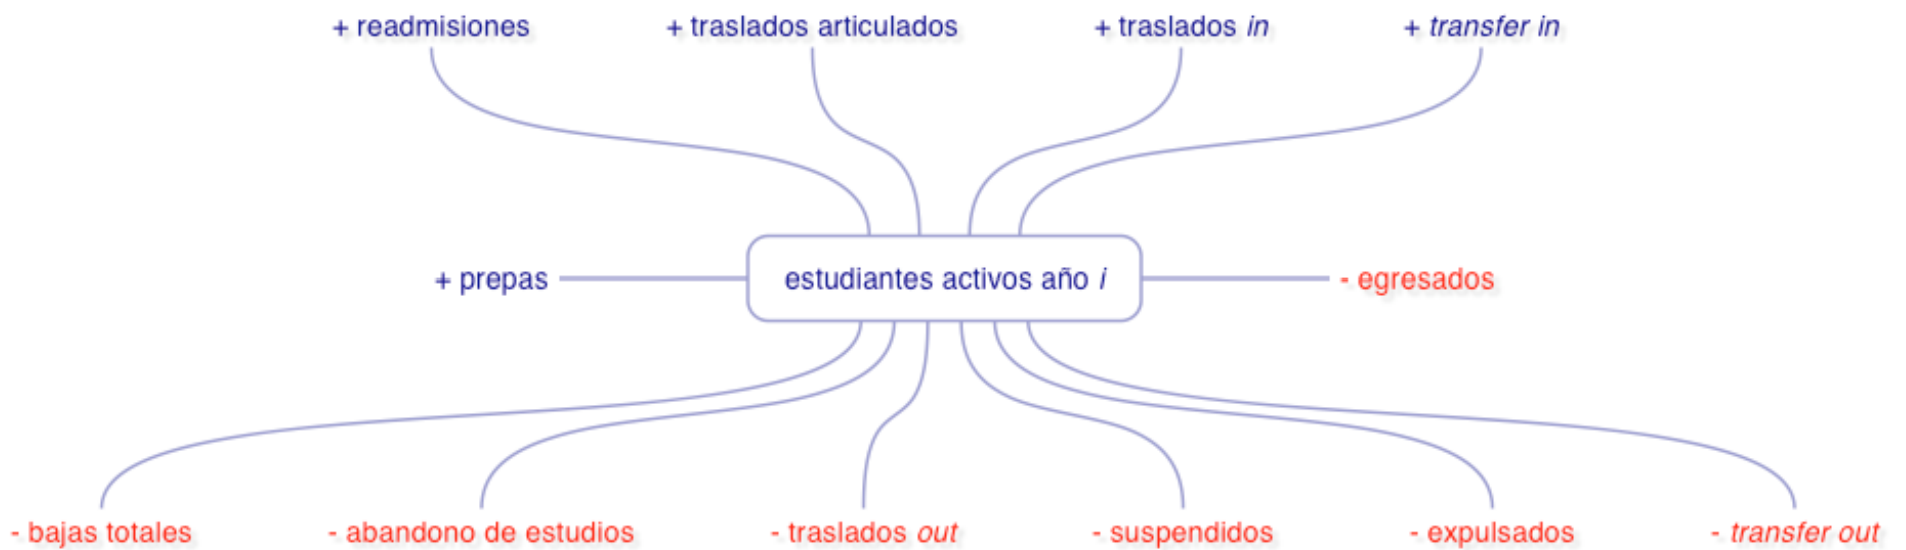 + readmisiones
+ traslados articulados
+ traslados in
+ transfer in
+ prepas
estudiantes activos año i
- egresados
- bajas totales
- abandono de estudios
- traslados out
- suspendidos
- expulsados
- transfer out